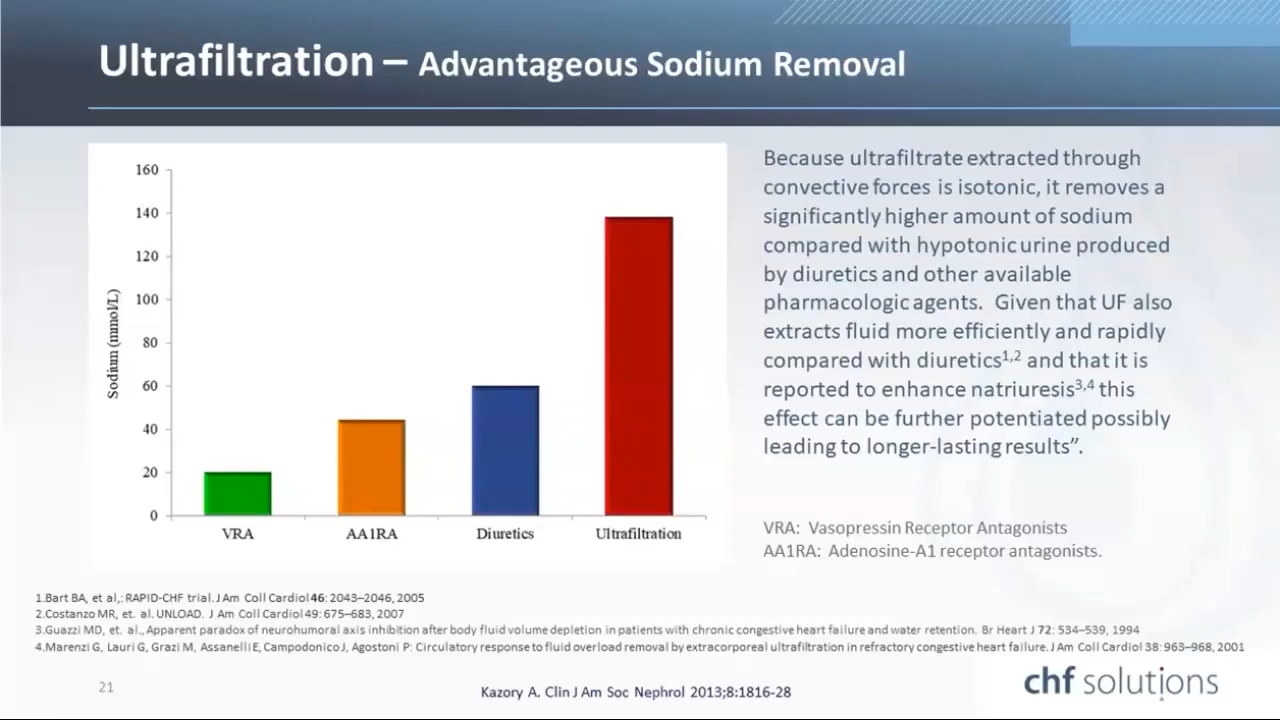 Ultrafiltration – Advantageous Sodium Removal
160
140
120
100
80
60
40
20
0
Sodium (mmol/L)
VRA
AA1RA
Diuretics
Ultrafiltration
Because ultrafiltrate extracted through
convective forces is isotonic, it removes a
significantly higher amount of sodium
compared with hypotonic urine produced
by diuretics and other available
pharmacologic agents. Given that UF also
extracts fluid more efficiently and rapidly
compared with diuretics1,2 and that it is
reported to enhance natriuresis3,4 this
effect can be further potentiated possibly
leading to longer-lasting results”.
VRA: Vasopressin Receptor Antagonists
AA1RA: Adenosine-A1 receptor antagonists.
1.Bart BA, et al,: RAPID-CHF trial. J Am Coll Cardiol 46: 2043–2046, 2005
2.Costanzo MR, et. al. UNLOAD. J Am Coll Cardiol 49: 675–683, 2007
3.Guazzi MD, et. al., Apparent paradox of neurohumoral axis inhibition after body fluid volume depletion in patients with chronic congestive heart failure and water retention. Br Heart J 72: 534–539, 1994
4.Marenzi G, Lauri G, Grazi M, Assanelli E, Campodonico J, Agostoni P: Circulatory response to fluid overload removal by extracorporeal ultrafiltration in refractory congestive heart failure. J Am Coll Cardiol 38: 963–968, 2001
21
Kazory A. Clin J Am Soc Nephrol 2013;8:1816-28
chf solutions